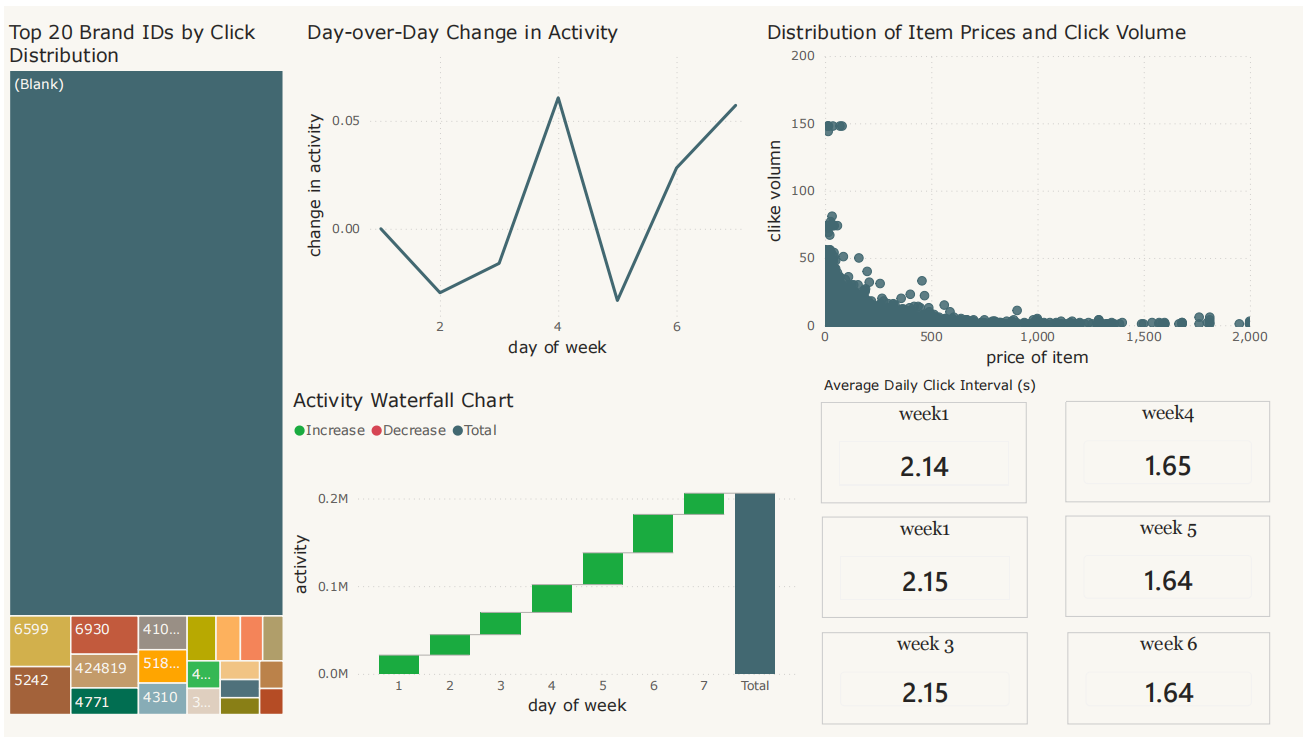 Top 20 Brand IDs by Click
Distribution
(Blank)
6599
5242
6930
424819
4771
410...
518...
4310
4...
3...
Day-over-Day Change in Activity
change in activity
0.05
0.00
2
4
6
day of week
Distribution of Item Prices and Click Volume
clike volumn
200
150
100
50
0
0
500
1,000
1,500
2,000
price of item
Activity Waterfall Chart
Increase
Decrease
Total
activity
0.2M
0.1M
0.0M
1
2
3
4
5
6
7
Total
day of week
Average Daily Click Interval (s)
week1
2.14
week4
1.65
week1
2.15
week 5
1.64
week 3
2.15
week 6
1.64